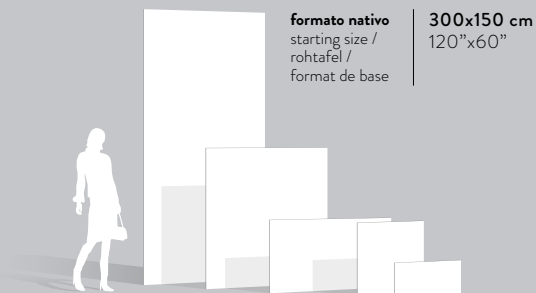 formato nativo
starting size /
rohtafel /
format de base
300x150 cm
120”x60”